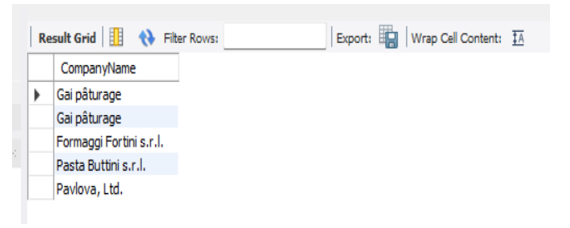 Result Grid Filter Rows: Export: Wrap Cell Content: IA
CompanyName
Gai pâturage
Gai pâturage
Formaggi Fortini s.r.l.
Pasta Buttini s.r.l.
Pavlova, Ltd.